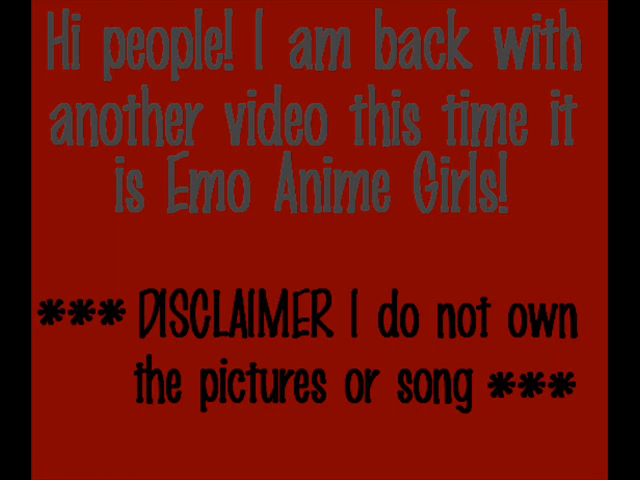 Hi people! I am back with
another video this time it
is Emo Anime Girls!
*** DISCLAIMER I do not own
the pictures or song ***